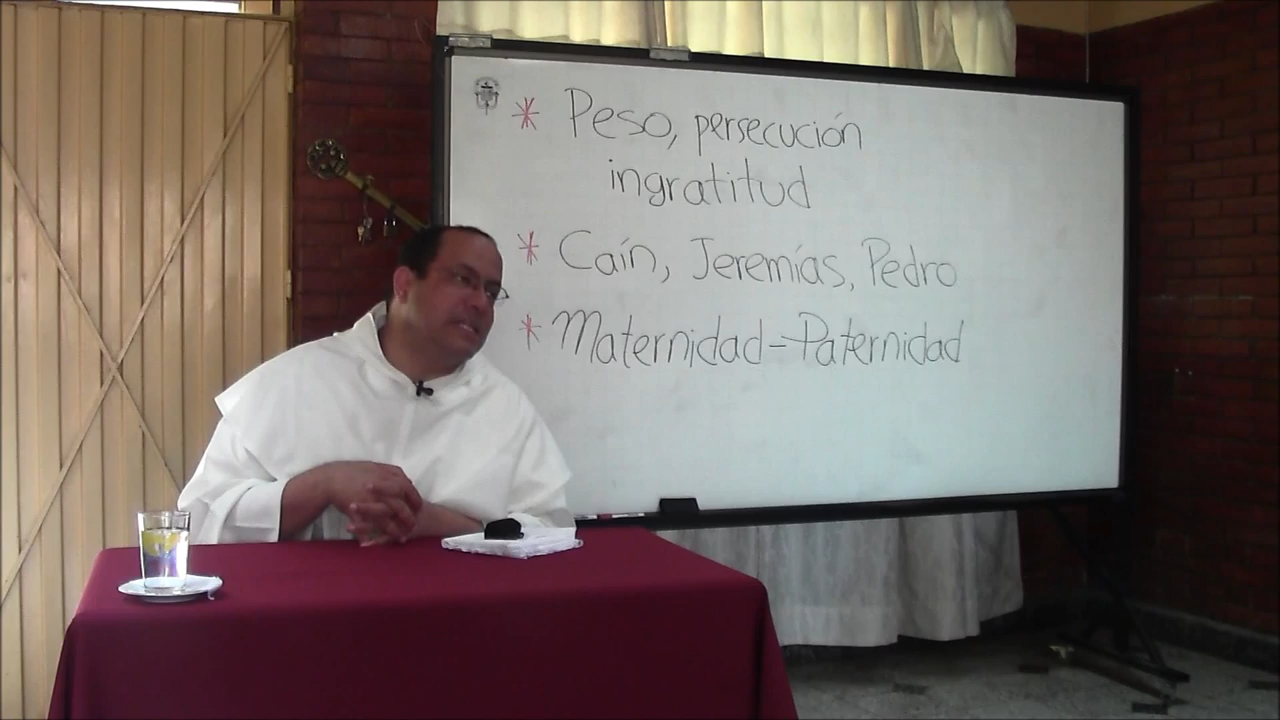 * Peso, persecución
ingratitud
* Caín, Jeremías, Pedro
* Maternidad-Paternidad